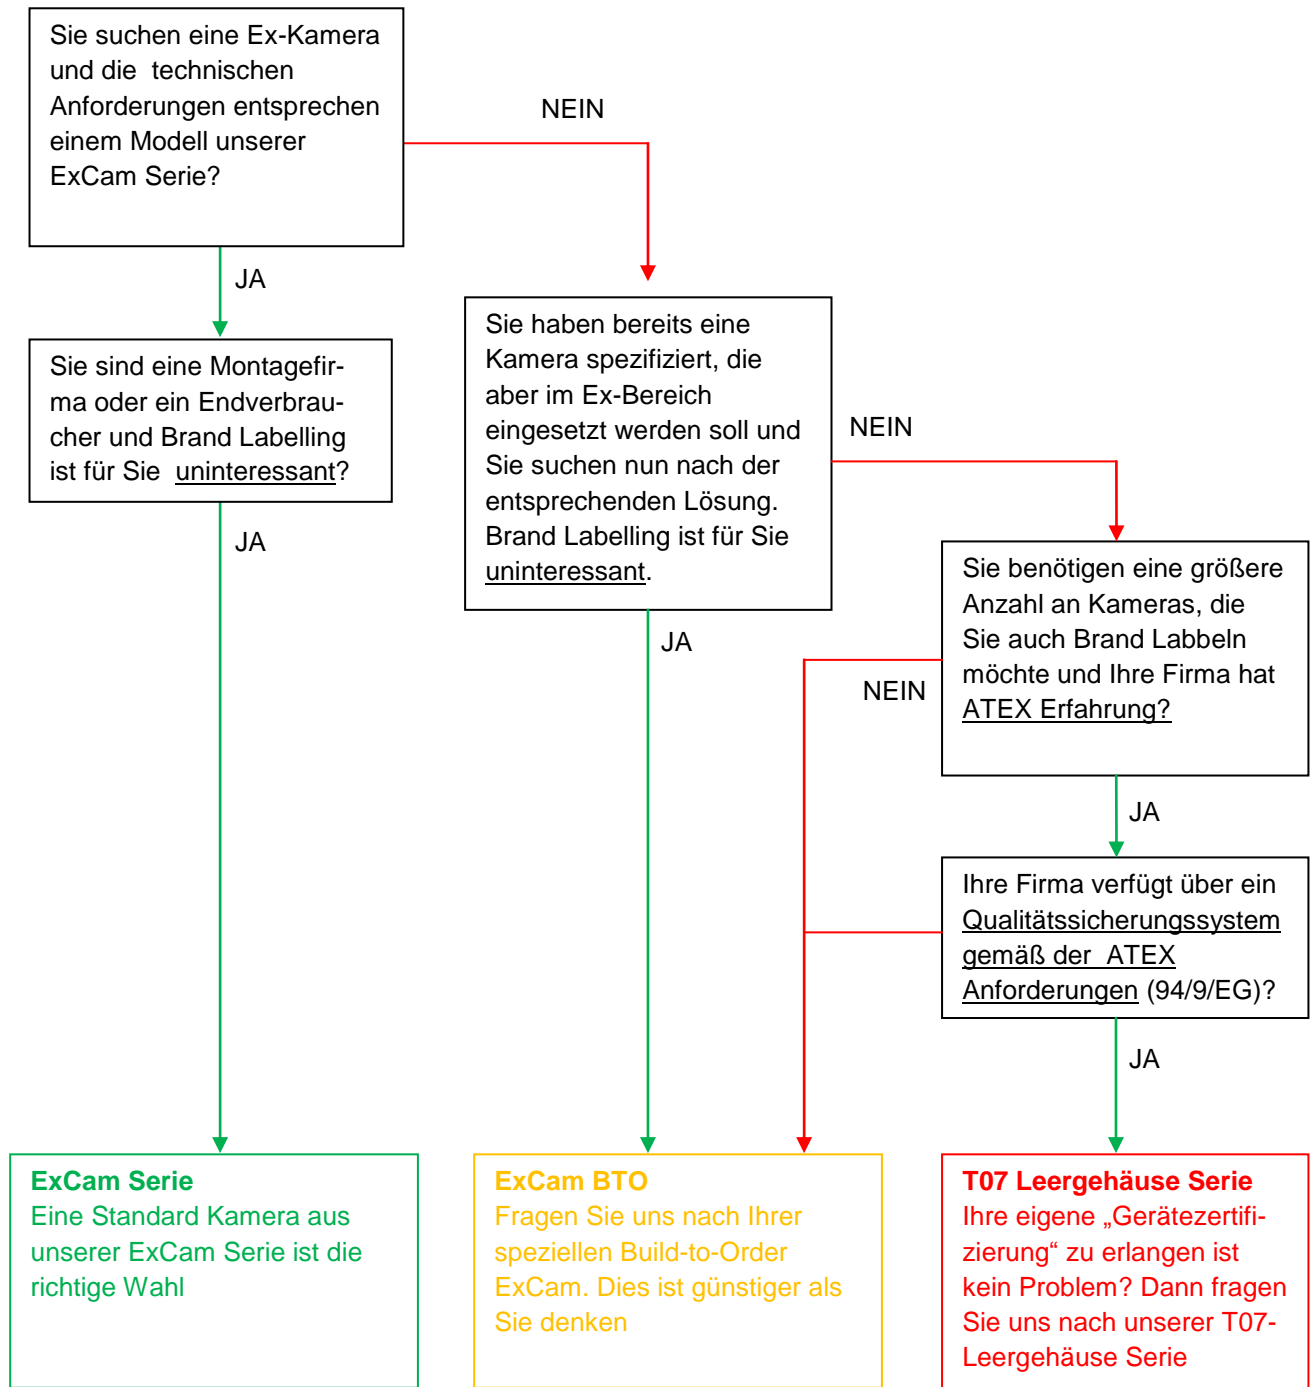 Sie suchen eine Ex-Kamera
und die technischen
Anforderungen entsprechen
einem Modell unserer
ExCam Serie?
NEIN
JA
Sie sind eine Montagefir-
ma oder ein Endverbrau-
cher und Brand Labelling
ist für Sie uninteressant?
JA
Sie haben bereits eine
Kamera spezifiziert, die
aber im Ex-Bereich
eingesetzt werden soll und
Sie suchen nun nach der
entsprechenden Lösung.
Brand Labelling ist für Sie
uninteressant.
NEIN
JA
Sie benötigen eine größere
Anzahl an Kameras, die
Sie auch Brand Labbeln
möchte und Ihre Firma hat
ATEX Erfahrung?
NEIN
JA
Ihre Firma verfügt über ein
Qualitätssicherungssystem
gemäß der ATEX
Anforderungen (94/9/EG)?
JA
ExCam Serie
Eine Standard Kamera aus
unserer ExCam Serie ist die
richtige Wahl
ExCam BTO
Fragen Sie uns nach Ihrer
speziellen Build-to-Order
ExCam. Dies ist günstiger als
Sie denken
T07 Leergehäuse Serie
Ihre eigene „Gerätezertifi-
zierung“ zu erlangen ist
kein Problem? Dann fragen
Sie uns nach unserer T07-
Leergehäuse Serie